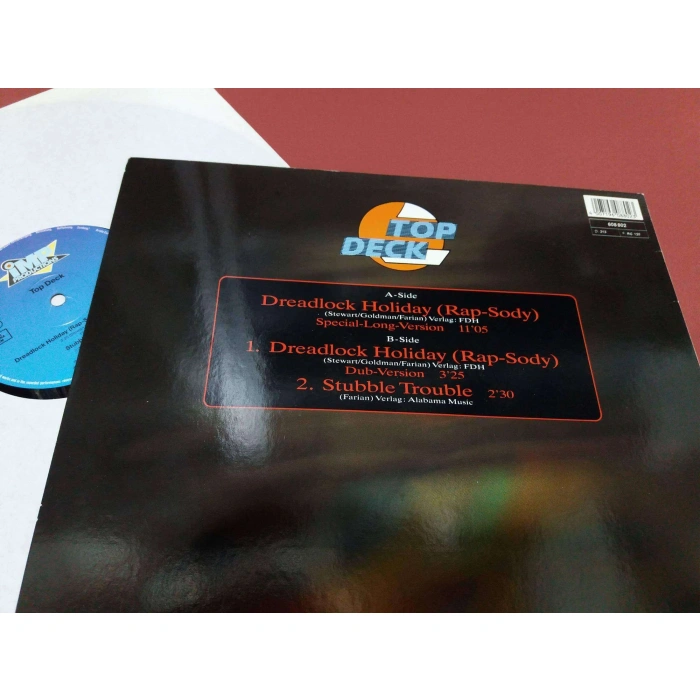 TOP
DECK
A-Side
Dreadlock Holiday (Rap-Sody)
(Stewart/Goldman/Farian) Verlag: FDH
Special-Long-Version 11'05
B-Side
1. Dreadlock Holiday (Rap-Sody)
(Stewart/Goldman/Farian) Verlag: FDH
Dub-Version 3'25
2. Stubble Trouble 2'30
(Farian) Verlag: Alabama Music
Top Deck
Dreadlock Holiday (Rap-S